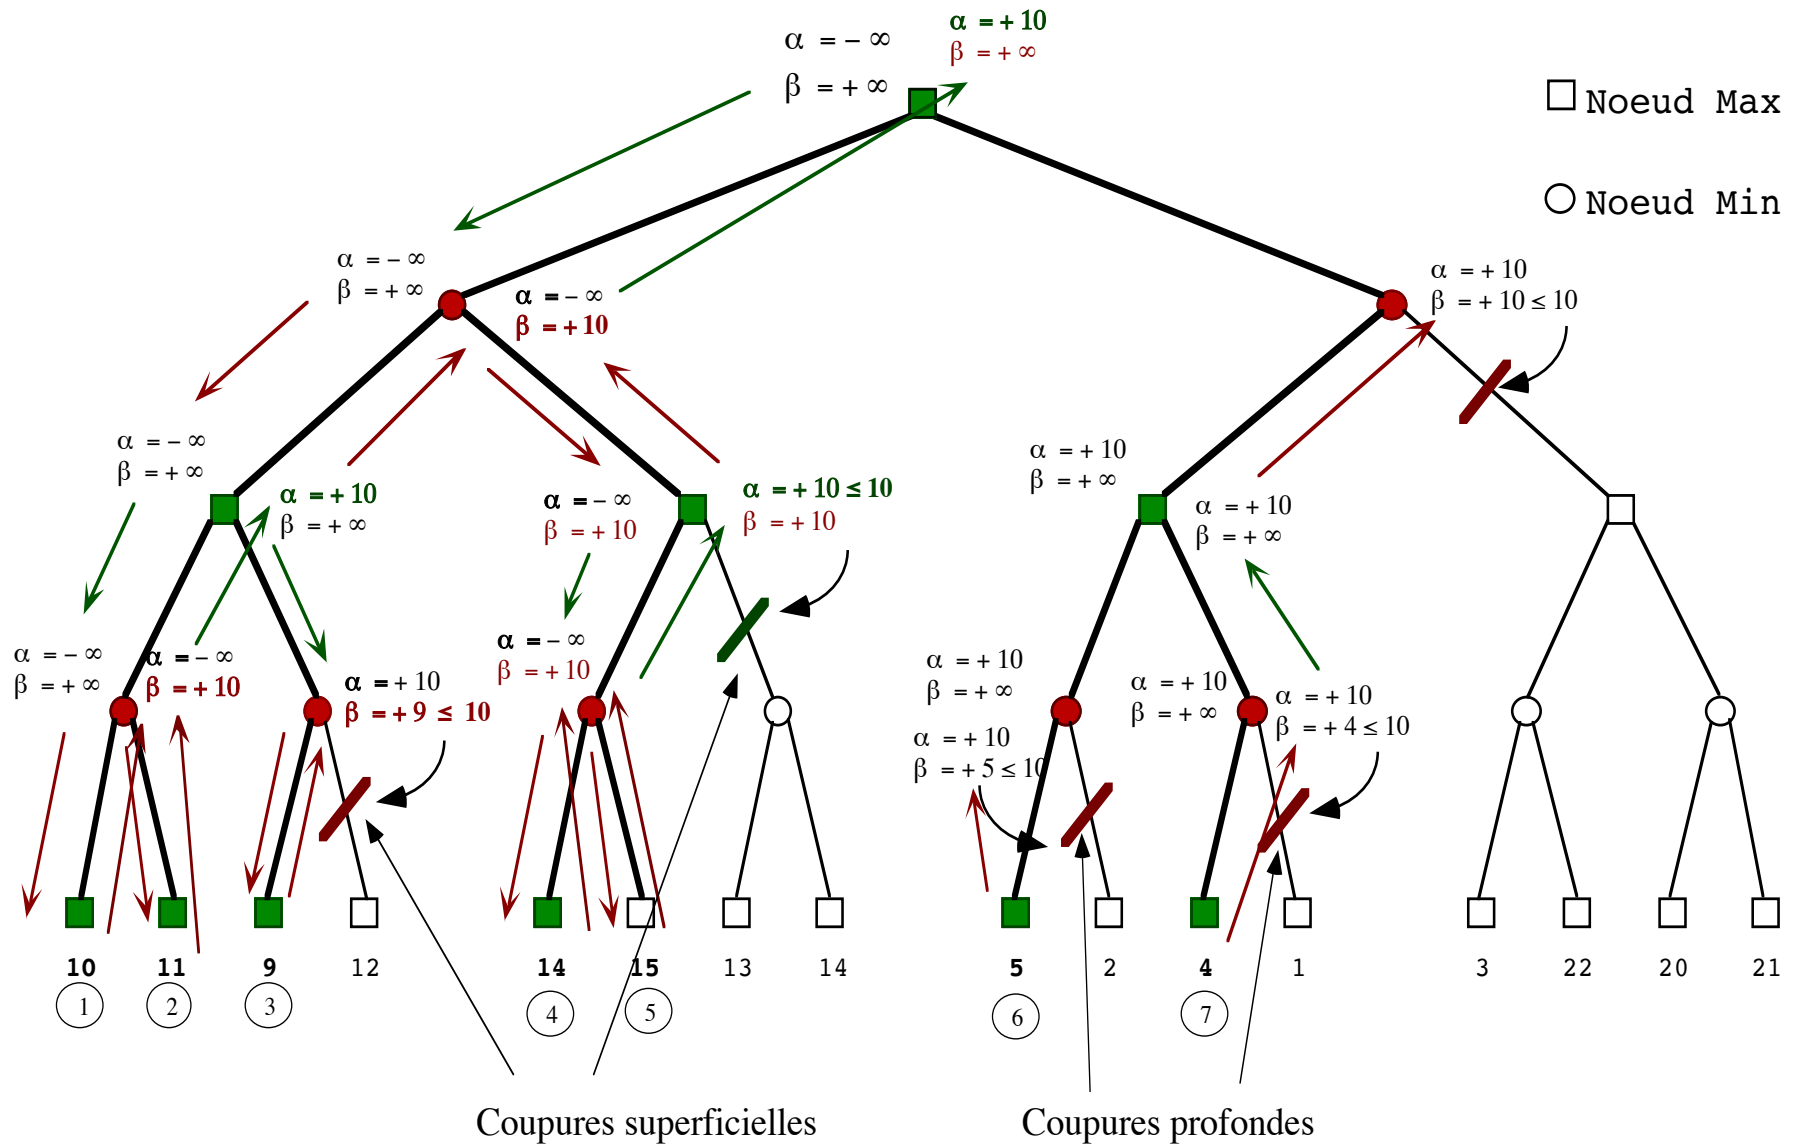 α = – ∞
β = + ∞
α = + 10
β = + ∞
Noeud Max
Noeud Min
α = – ∞
β = + ∞
α = – ∞
β = + 10
α = + 10
β = + 10 ≤ 10
α = – ∞
β = + ∞
α = + 10
β = + ∞
α = – ∞
β = + 10
α = + 10 ≤ 10
β = + 10
α = + 10
β = + ∞
α = + 10
β = + ∞
α = – ∞
β = + ∞
α = – ∞
β = + 10
α = + 10
β = + 9 ≤ 10
α = – ∞
β = + 10
α = + 10
β = + ∞
α = + 10
β = + 5 ≤ 10
α = + 10
β = + ∞
α = + 10
β = + 4 ≤ 10
10 11 9 12 14 15 13 14 5 2 4 1 3 22 20 21
1 2 3 4 5 6 7
Coupures superficielles
Coupures profondes